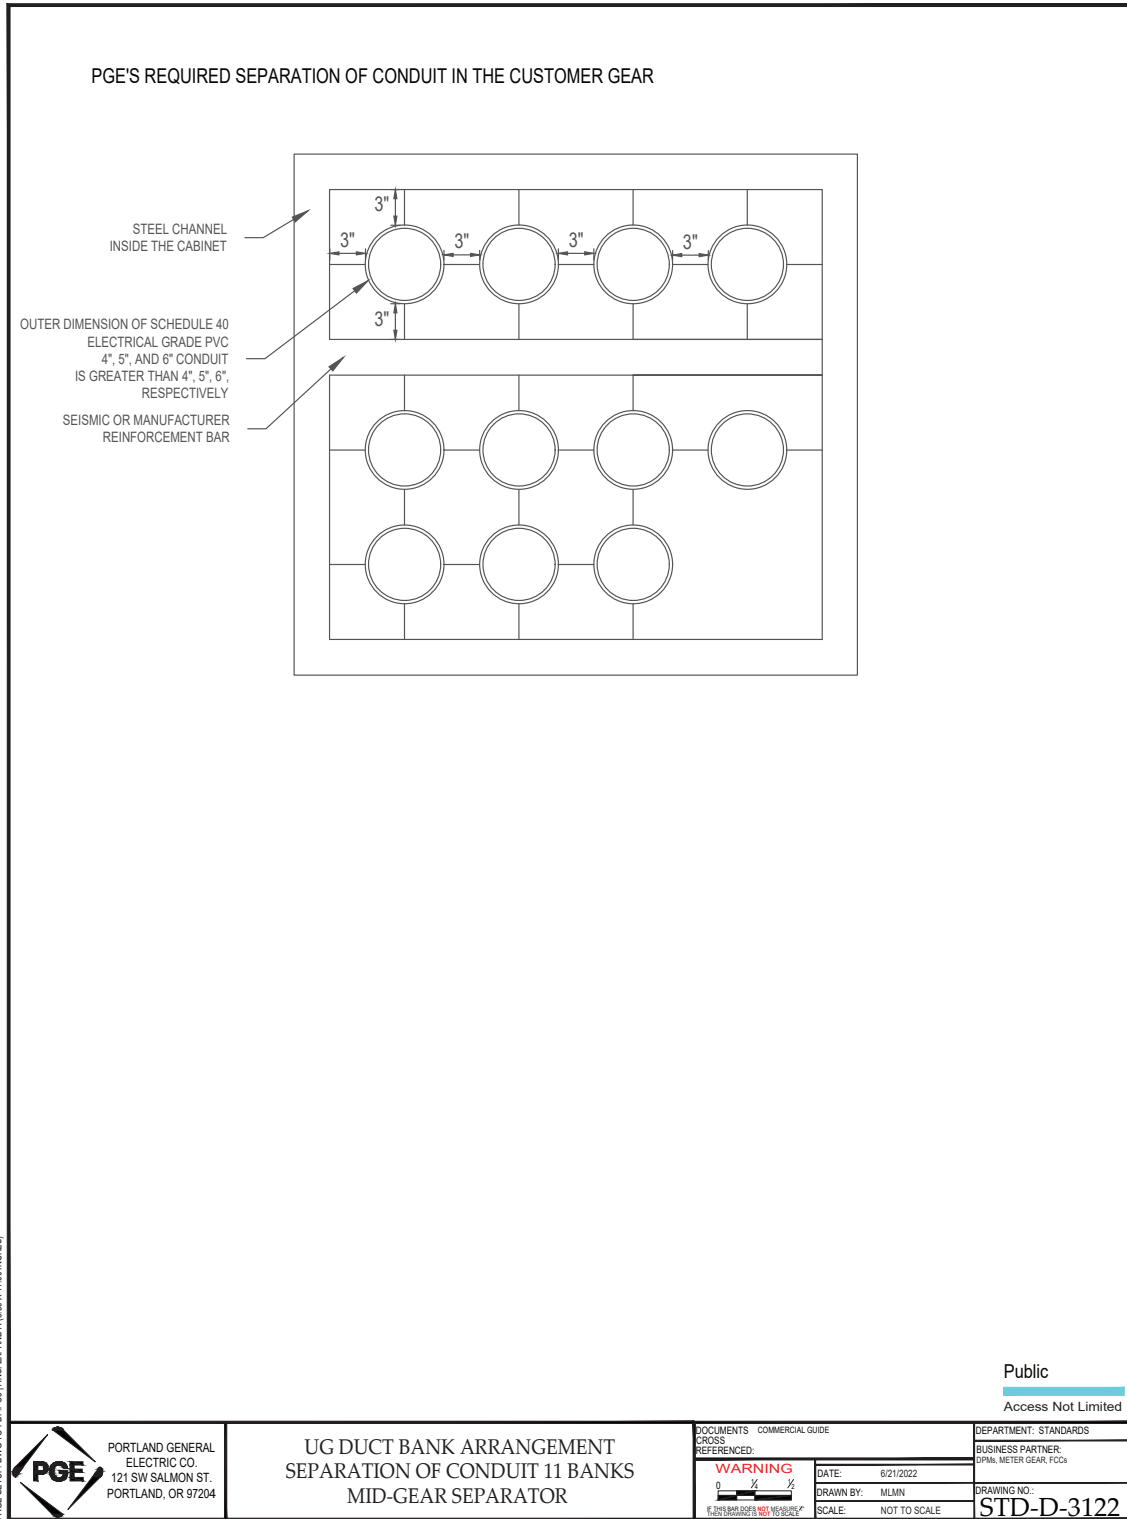 PGE'S REQUIRED SEPARATION OF CONDUIT IN THE CUSTOMER GEAR
3"
STEEL CHANNEL
INSIDE THE CABINET
3" 3" 3" 3"
OUTER DIMENSION OF SCHEDULE 40
ELECTRICAL GRADE PVC
4", 5", AND 6" CONDUIT
IS GREATER THAN 4", 5", 6",
RESPECTIVELY
3"
SEISMIC OR MANUFACTURER
REINFORCEMENT BAR
Public
Access Not Limited
PGE
PORTLAND GENERAL
ELECTRIC CO.
121 SW SALMON ST.
PORTLAND, OR 97204
UG DUCT BANK ARRANGEMENT
SEPARATION OF CONDUIT 11 BANKS
MID-GEAR SEPARATOR
DOCUMENTS COMMERCIAL GUIDE
CROSS
REFERENCED:
WARNING
0 ¼ ½
IF THIS BAR DOES NOT MEASURE ½"
THEN DRAWING IS NOT TO SCALE
DATE: 6/21/2022
DRAWN BY: MLMN
SCALE: NOT TO SCALE
DEPARTMENT: STANDARDS
BUSINESS PARTNER:
DPMs, METER GEAR, FCCs
DRAWING NO.:
STD-D-3122